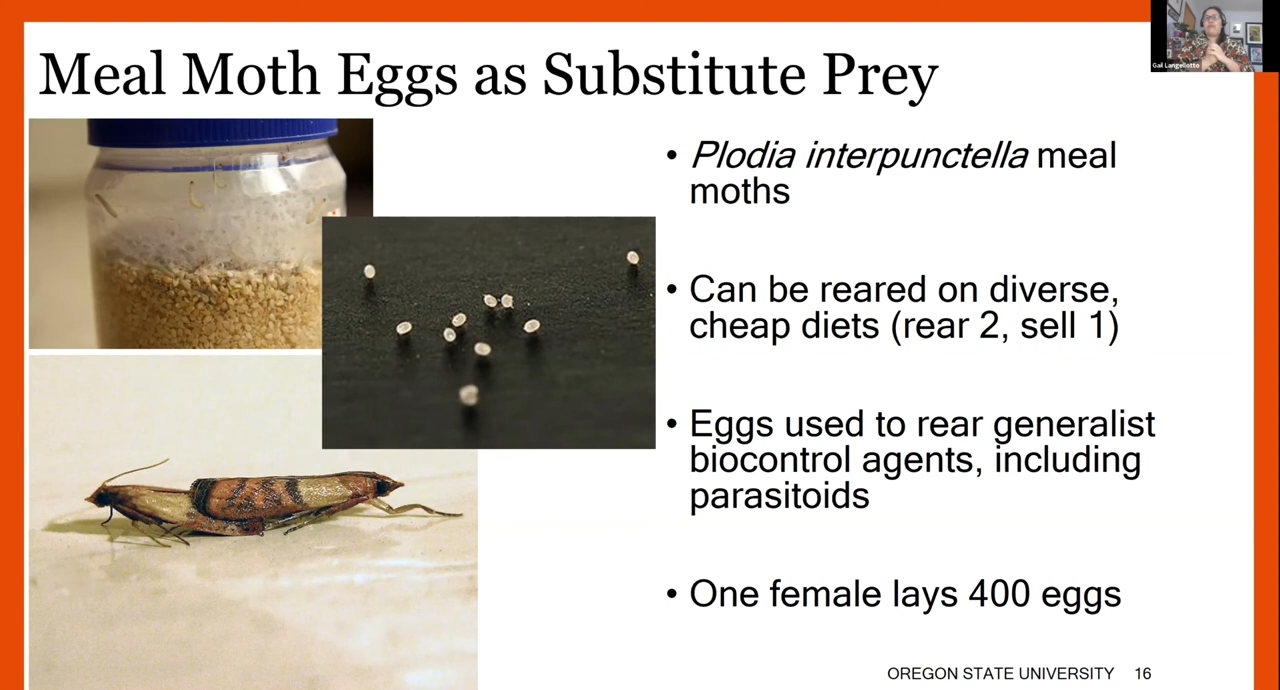 Meal Moth Eggs as Substitute Prey
Gail Langellotto
• Plodia interpunctella meal
moths
• Can be reared on diverse,
cheap diets (rear 2, sell 1)
• Eggs used to rear generalist
biocontrol agents, including
parasitoids
• One female lays 400 eggs
OREGON STATE UNIVERSITY 16